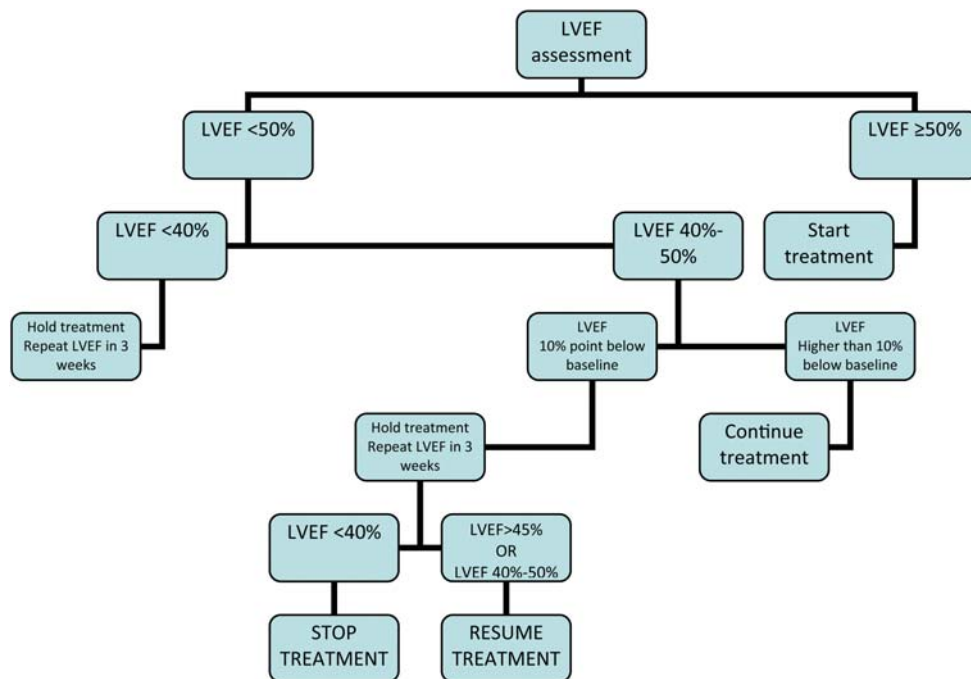 LVEF
assessment
LVEF <50%
LVEF ≥50%
LVEF <40%
LVEF 40%-
50%
Start
treatment
Hold treatment
Repeat LVEF in 3
weeks
LVEF
10% point below
baseline
LVEF
Higher than 10%
below baseline
Hold treatment
Repeat LVEF in 3
weeks
Continue
treatment
LVEF <40%
LVEF>45%
OR
LVEF 40%-50%
STOP
TREATMENT
RESUME
TREATMENT